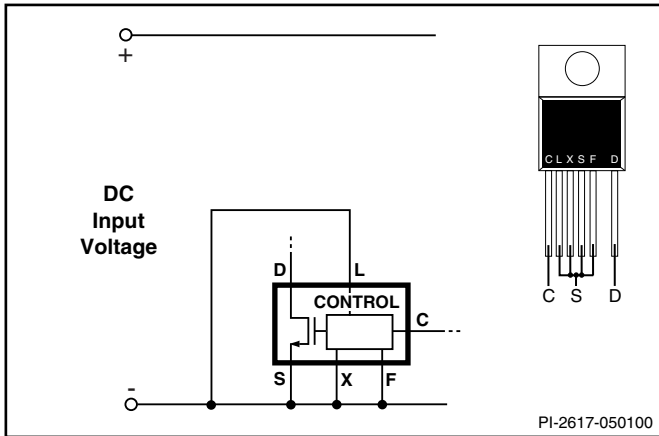 +
C L X S F D
DC
Input
Voltage
D L
CONTROL
C
C S D
S X F
-
PI-2617-050100